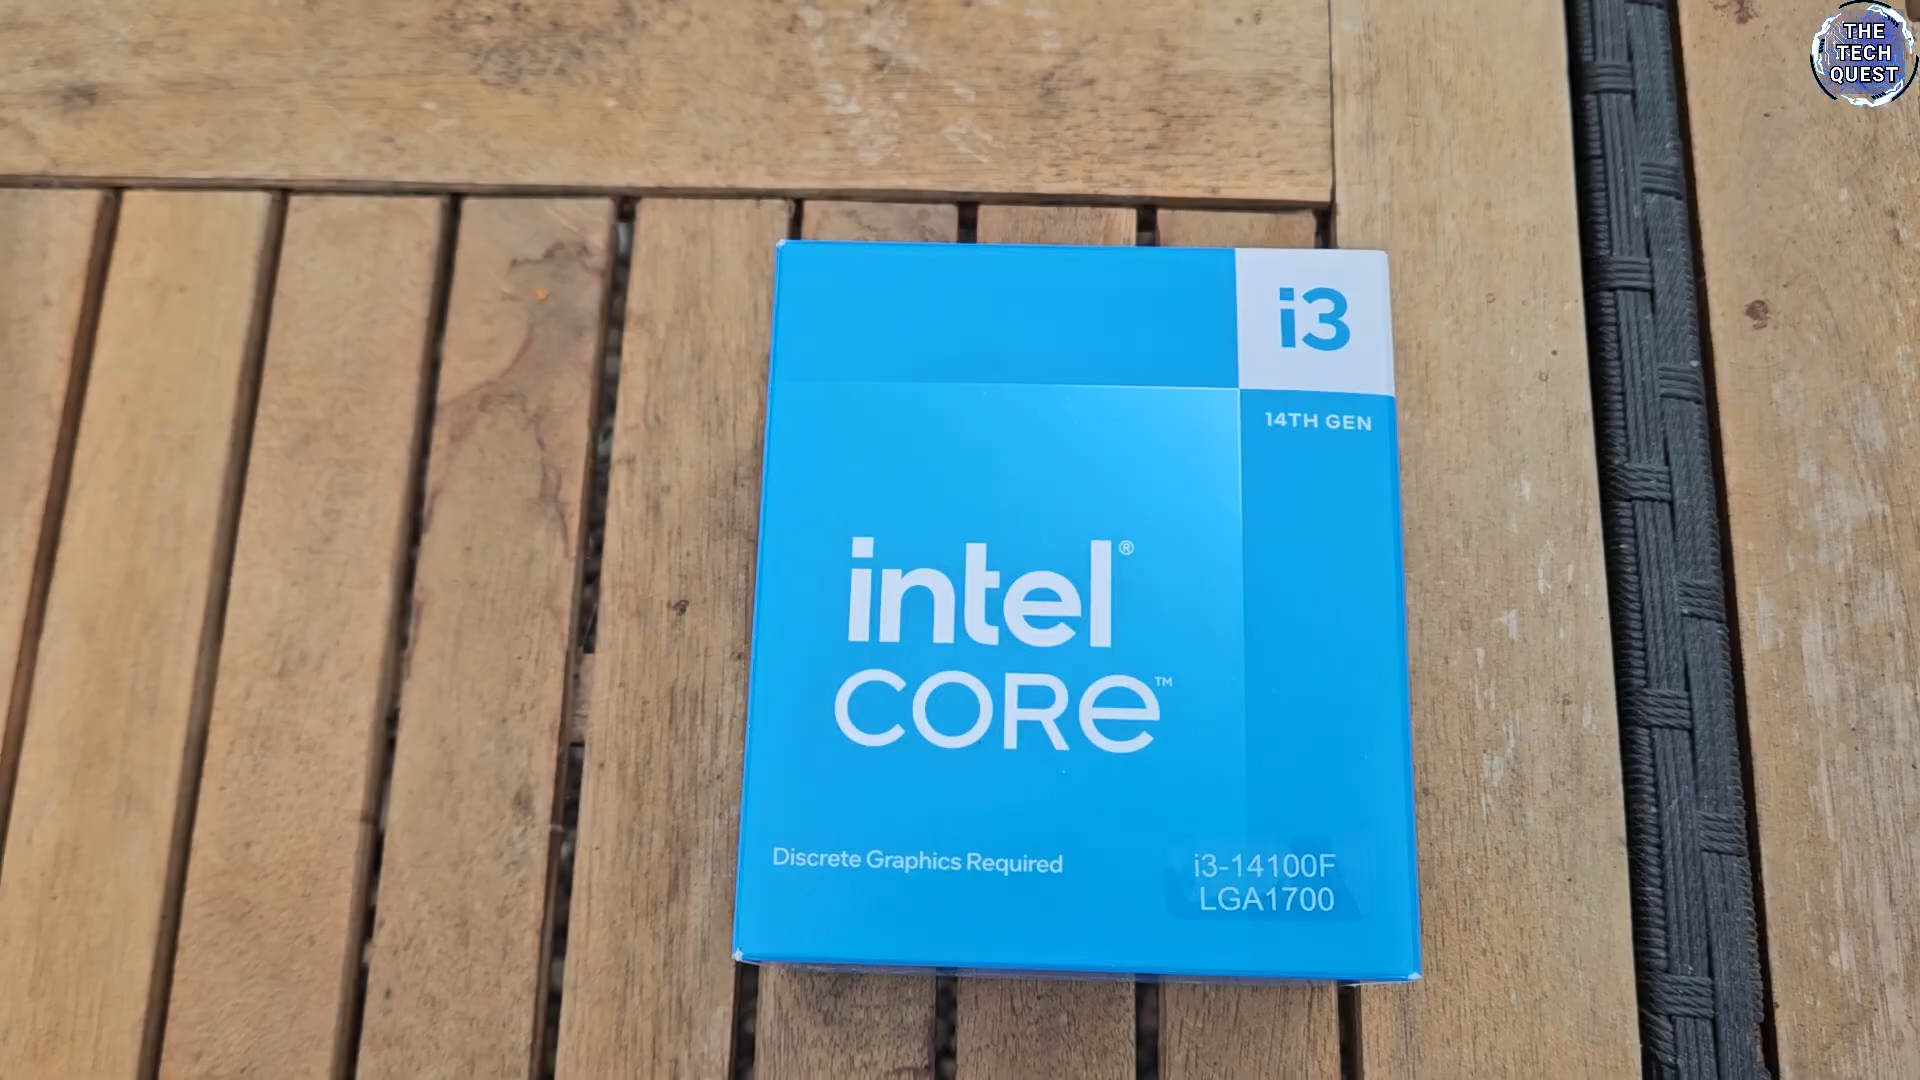 THE
TECH
QUEST
i3
14TH GEN
intel®
CORE™
Discrete Graphics Required
i3-14100F
LGA1700